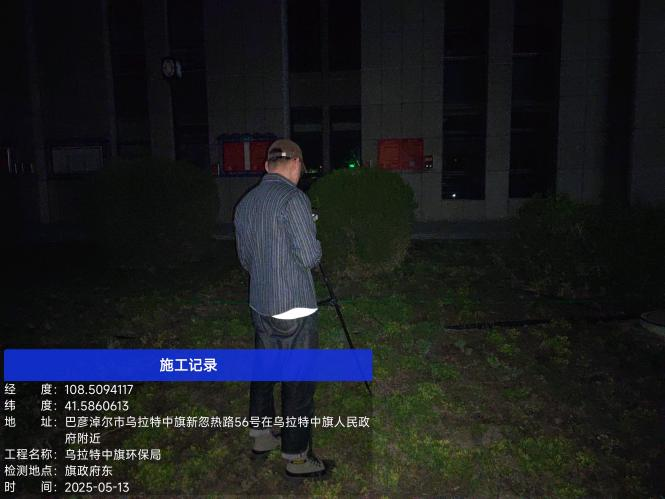 施工记录
经 度：108.5094117
纬 度：41.5860613
地 址：巴彦淖尔市乌拉特中旗新忽热路56号在乌拉特中旗人民政
府附近
工程名称：乌拉特中旗环保局
检测地点：旗政府东
时 间：2025-05-13